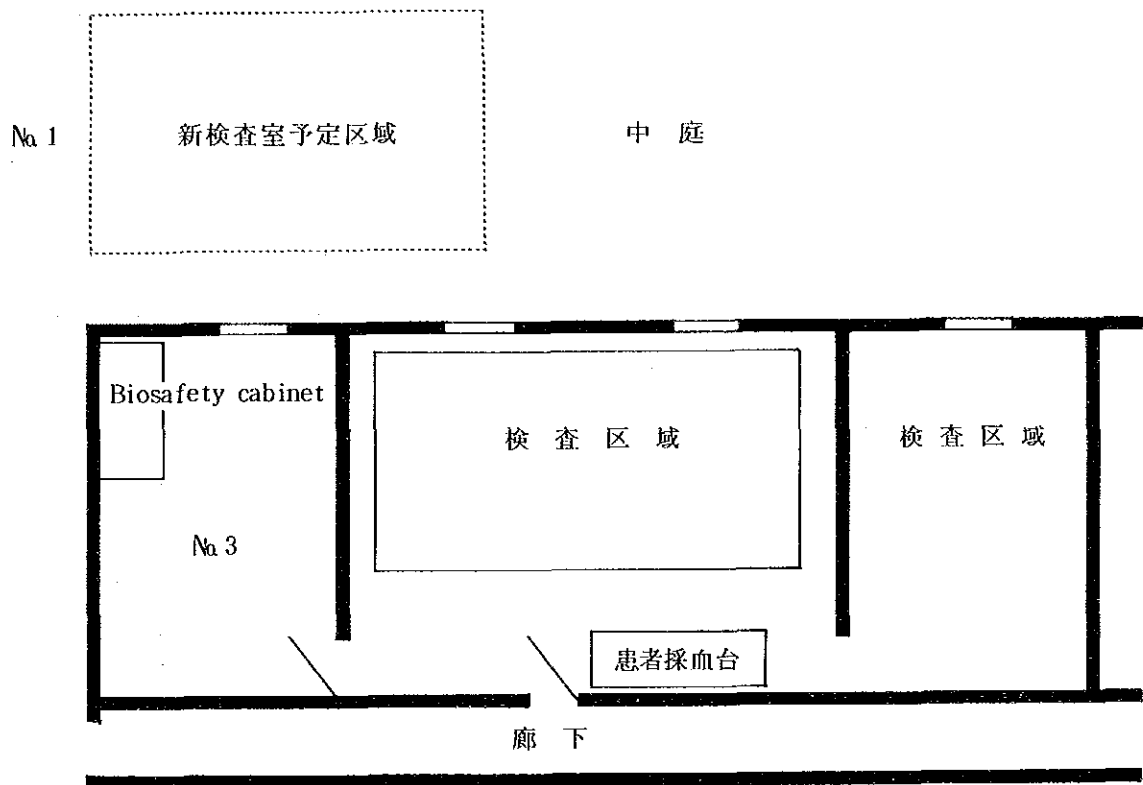 № 1
新検査室予定区域
中 庭
Biosafety cabinet
検 査 区 域
検 査 区 域
№ 3
患者採血台
廊 下